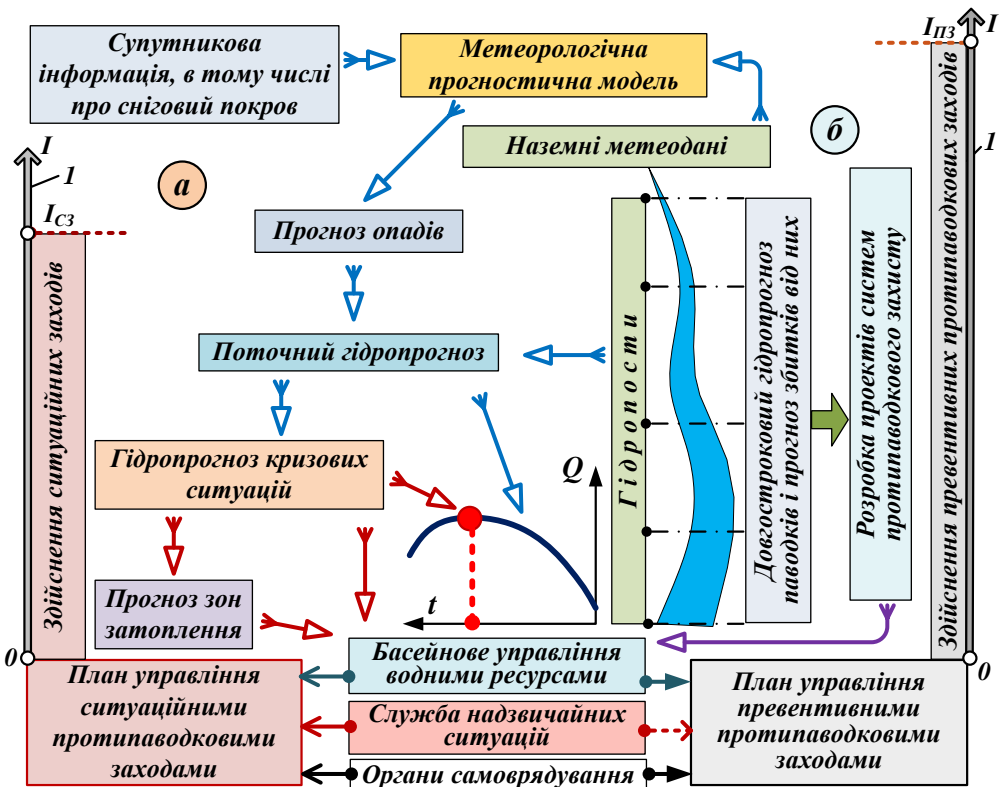 Супутникова
інформація, в тому числі
про сніговий покров
Метеорологічна
прогностична модель
Наземні метеодані
I
1
I_СЗ
а
б
I_ПЗ
I
1
Прогноз опадів
Поточний гідропрогноз
Гідропрогноз кризових
ситуацій
Прогноз зон
затоплення
Q
t
Гідропости
Довгостроковий гідропрогноз
паводків і прогноз збитків від них
Розробка проектів систем
протипаводкового захисту
Здійснення ситуаційних заходів
Здійснення превентивних протипаводкових заходів
0
0
План управління
ситуаційними
протипаводковими
заходами
Басейнове управління
водними ресурсами
Служба надзвичайних
ситуацій
Органи самоврядування
План управління
превентивними
протипаводковими
заходами